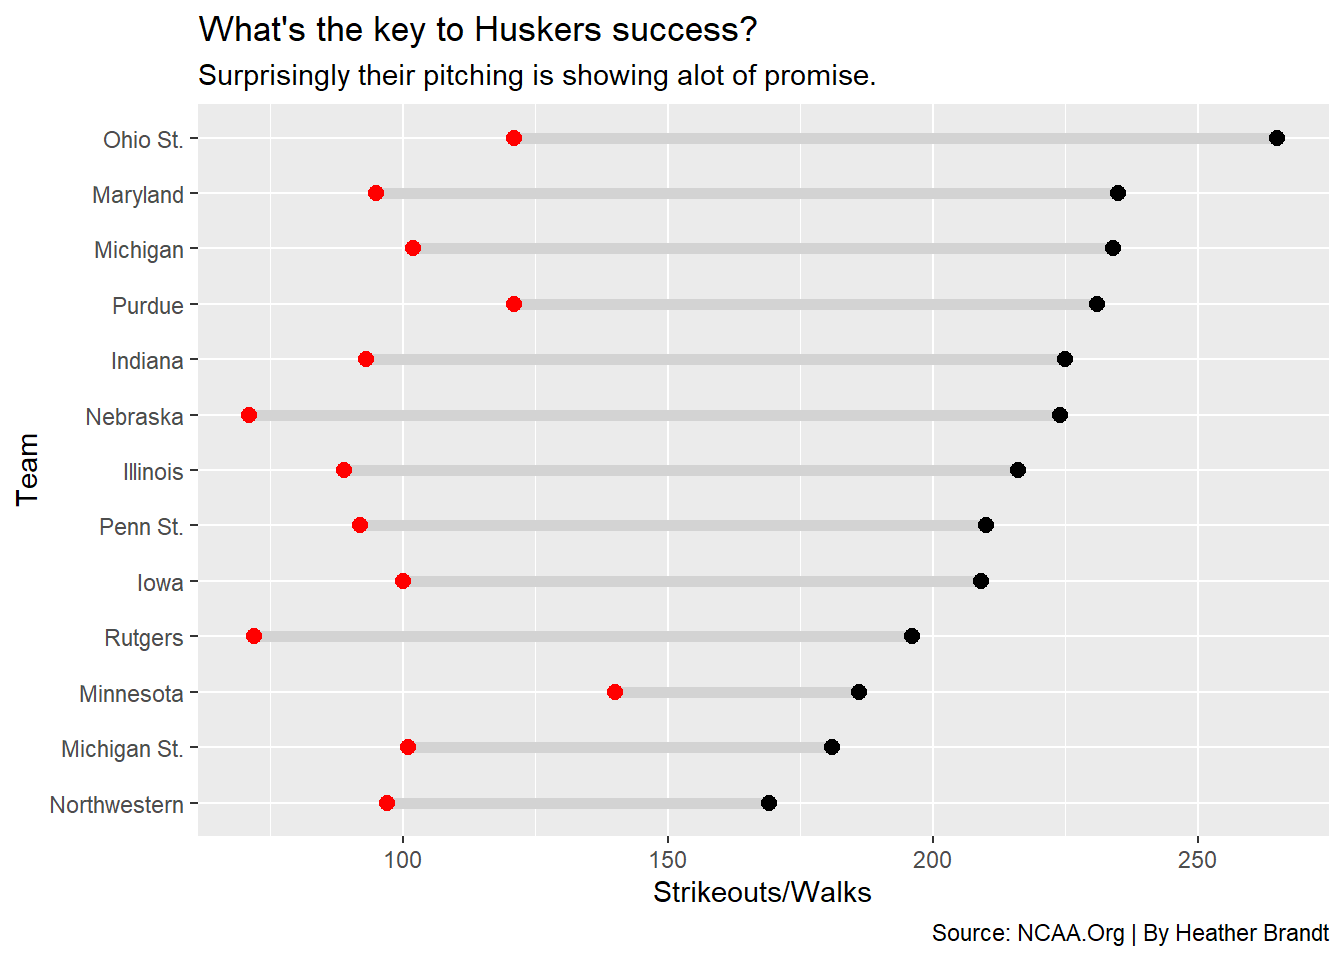 What's the key to Huskers success?
Surprisingly their pitching is showing alot of promise.
Team
Ohio St.
Maryland
Michigan
Purdue
Indiana
Nebraska
Illinois
Penn St.
Iowa
Rutgers
Minnesota
Michigan St.
Northwestern
100 150 200 250
Strikeouts/Walks
Source: NCAA.Org | By Heather Brandt